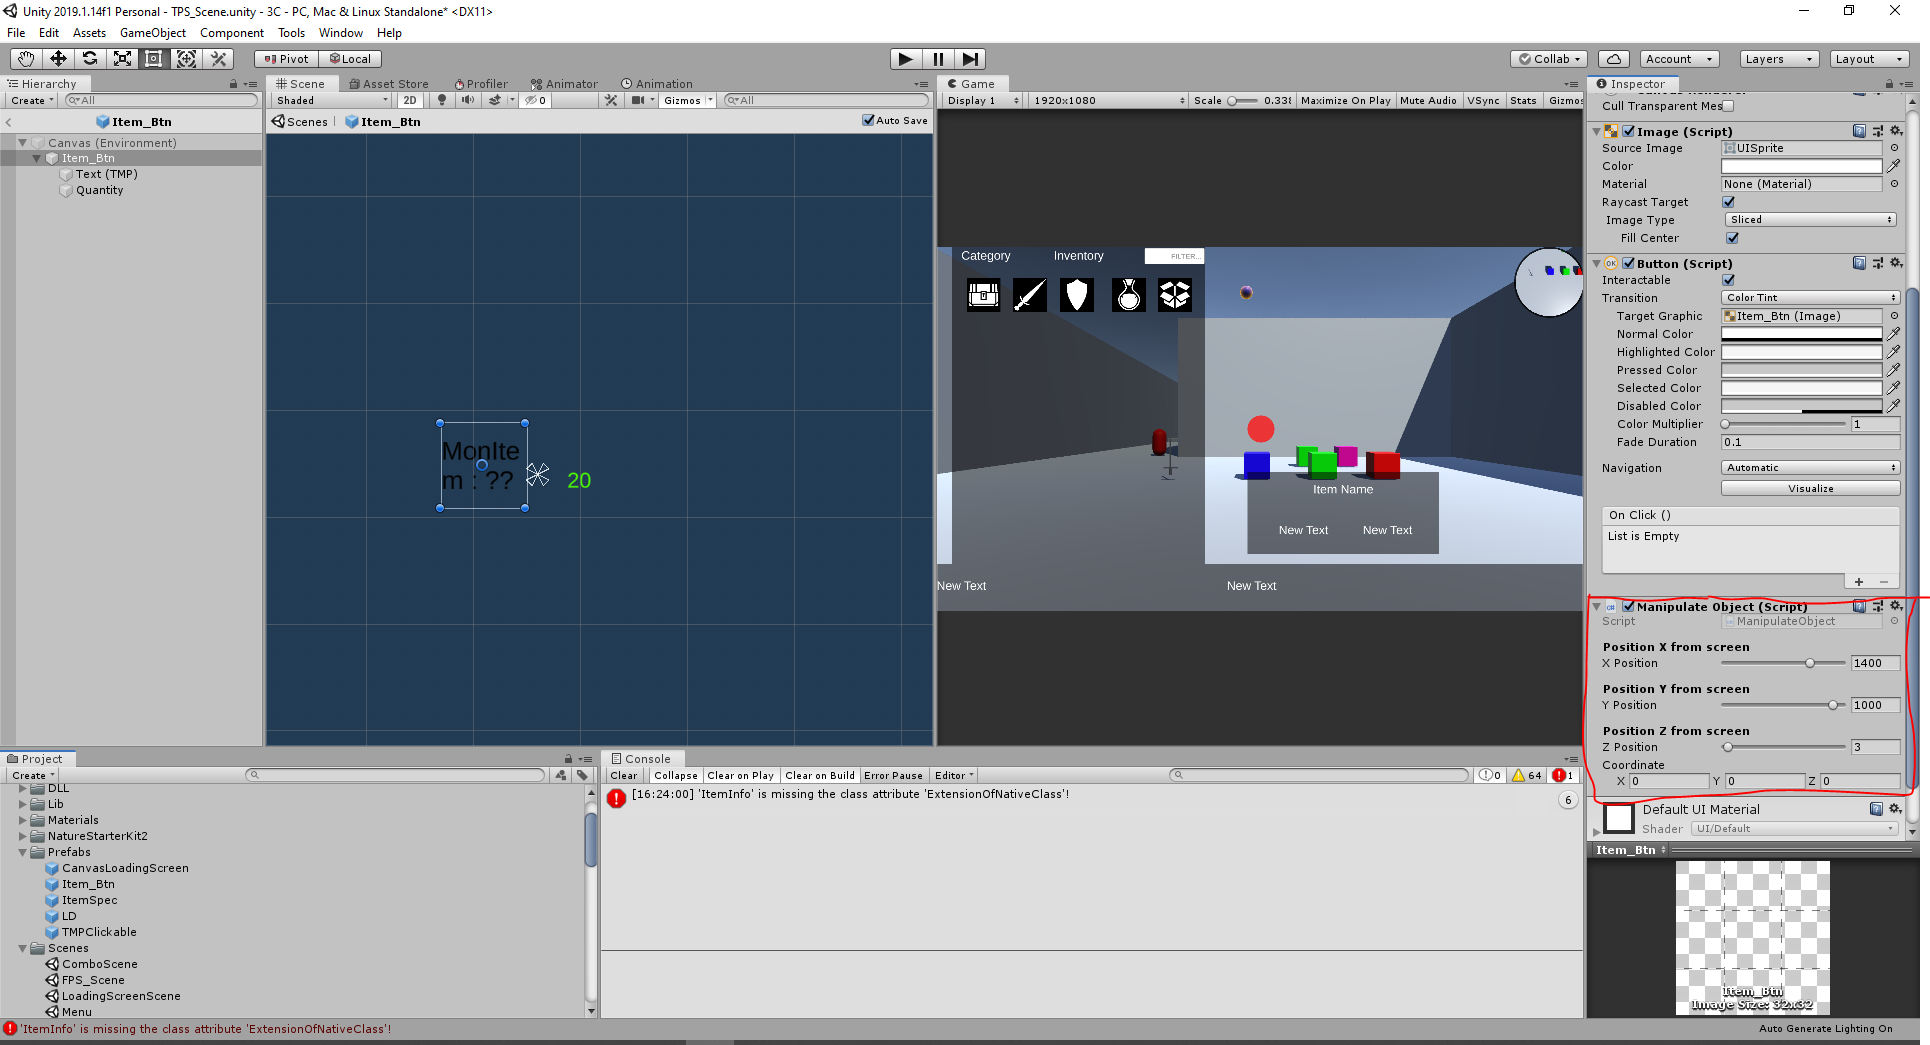 Unity 2019.1.14f1 Personal - TPS_Scene.unity - 3C - PC, Mac & Linux Standalone* <DX11>
File Edit Assets GameObject Component Tools Window Help
Pivot Local Collab Account Layers Layout
Hierarchy
Create All
Item_Btn
Canvas (Environment)
Item_Btn
Text (TMP)
Quantity
Scene Asset Store Profiler Animator Animation
Shaded 2D 0 Gizmos All
Scenes Item_Btn Auto Save
MonIte
m : ??
20
Game
Display 1 1920x1080 Scale 0.33 Maximize On Play Mute Audio VSync Stats Gizmos
Category Inventory FILTER...
Item Name
New Text New Text
New Text New Text
Inspector
Cull Transparent Mes
Image (Script)
Source Image UISprite
Color
Material None (Material)
Raycast Target
Image Type Sliced
Fill Center
Button (Script)
Interactable
Transition Color Tint
Target Graphic Item_Btn (Image)
Normal Color
Highlighted Color
Pressed Color
Selected Color
Disabled Color
Color Multiplier 1
Fade Duration 0.1
Navigation Automatic
Visualize
On Click ()
List is Empty
+ −
Manipulate Object (Script)
Script ManipulateObject
Position X from screen
X Position 1400
Position Y from screen
Y Position 1000
Position Z from screen
Z Position 3
Coordinate
X 0 Y 0 Z 0
Default UI Material
Shader UI/Default
Item_Btn
Item_Btn
Image Size: 32x32
Project
Create
DLL
Lib
Materials
NatureStarterKit2
Prefabs
CanvasLoadingScreen
Item_Btn
ItemSpec
LD
TMPClickable
Scenes
ComboScene
FPS_Scene
LoadingScreenScene
Menu
Console
Clear Collapse Clear on Play Clear on Build Error Pause Editor 0 64 1
[16:24:00] 'ItemInfo' is missing the class attribute 'ExtensionOfNativeClass'! 6
'ItemInfo' is missing the class attribute 'ExtensionOfNativeClass'!
Auto Generate Lighting On